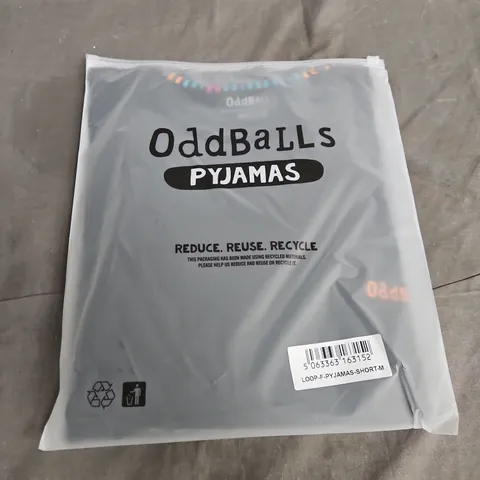 OddBaLLs
PYJAMAS
REDUCE. REUSE. RECYCLE
THIS PACKAGING HAS BEEN MADE USING RECYCLED MATERIALS.
PLEASE HELP US REDUCE AND REUSE OR RECYCLE IT.
5 063363 163152
LOOP-F-PYJAMAS-SHORT-M